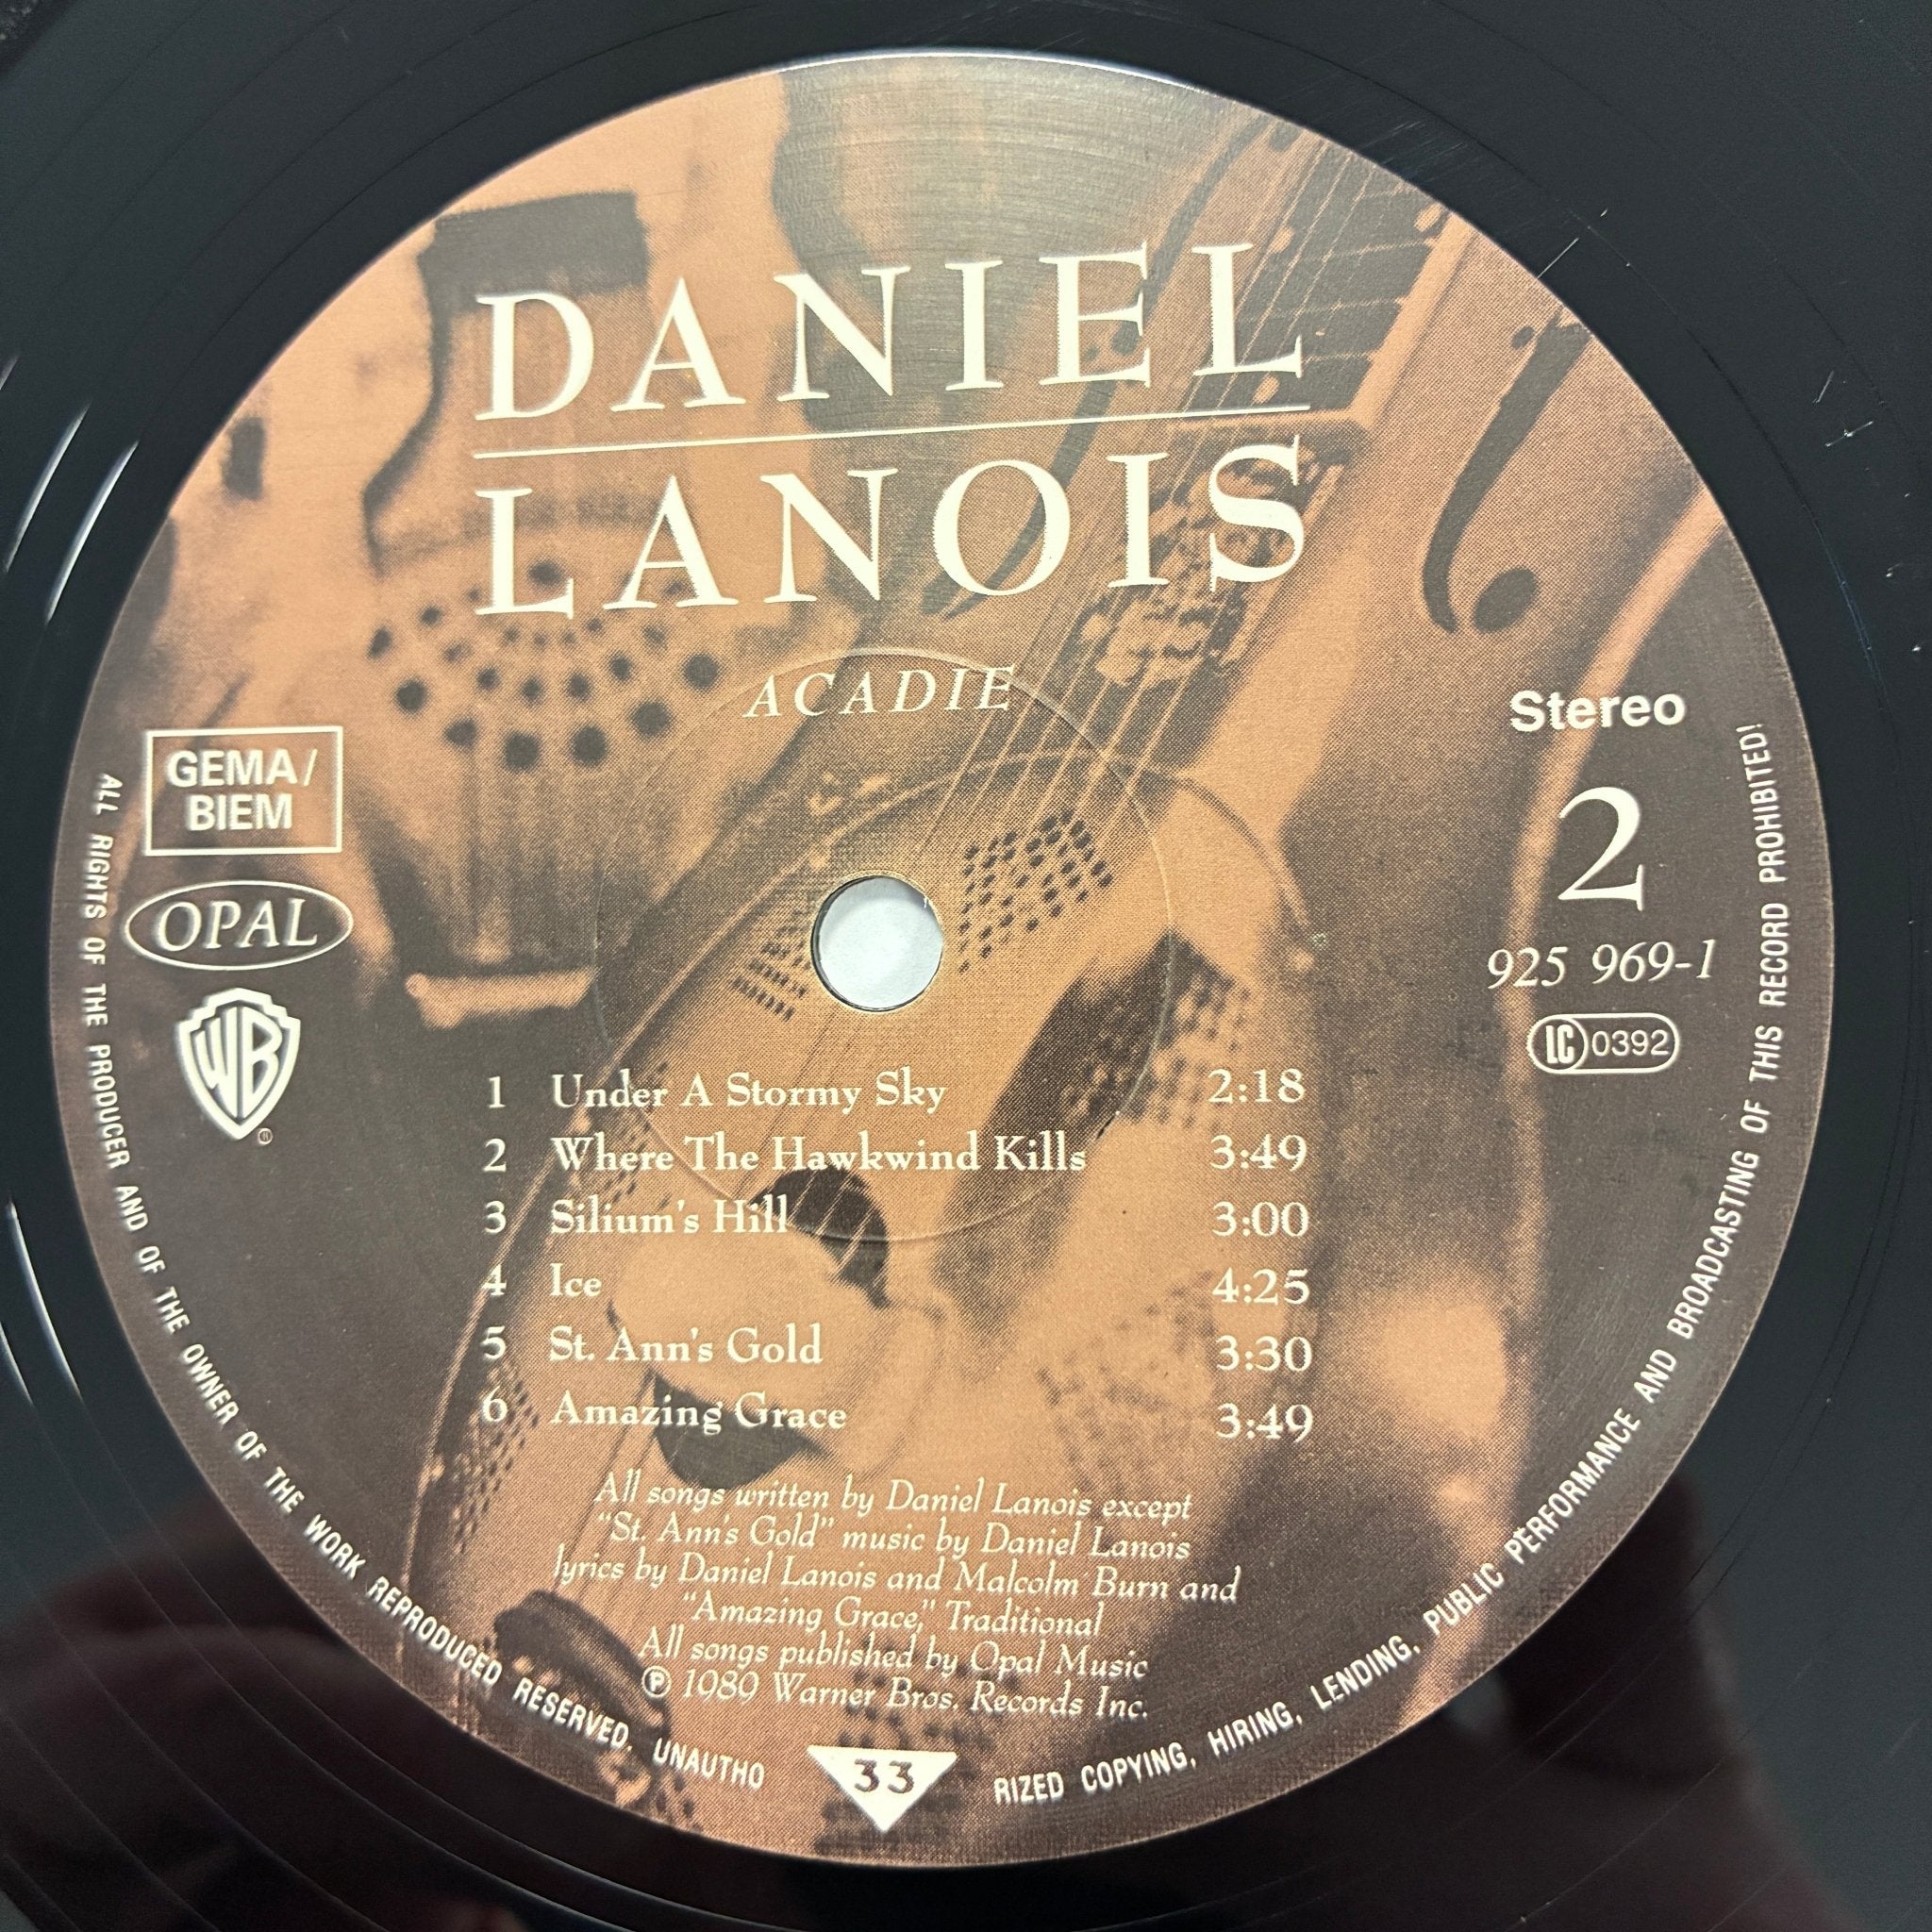 DANIEL
LANOIS
ACADIE
GEMA/
BIEM
OPAL
WB
®
Stereo
2
925 969-1
LC 0392
1 Under A Stormy Sky 2:18
2 Where The Hawkwind Kills 3:49
3 Silium's Hill 3:00
4 Ice 4:25
5 St. Ann's Gold 3:30
6 Amazing Grace 3:49
All songs written by Daniel Lanois except
"St. Ann's Gold" music by Daniel Lanois
lyrics by Daniel Lanois and Malcolm Burn and
"Amazing Grace," Traditional
All songs published by Opal Music
℗ 1989 Warner Bros. Records Inc.
ALL RIGHTS OF THE PRODUCER AND OF THE OWNER OF THE WORK REPRODUCED RESERVED. UNAUTHO
33
RIZED COPYING, HIRING, LENDING, PUBLIC PERFORMANCE AND BROADCASTING OF THIS RECORD PROHIBITED!